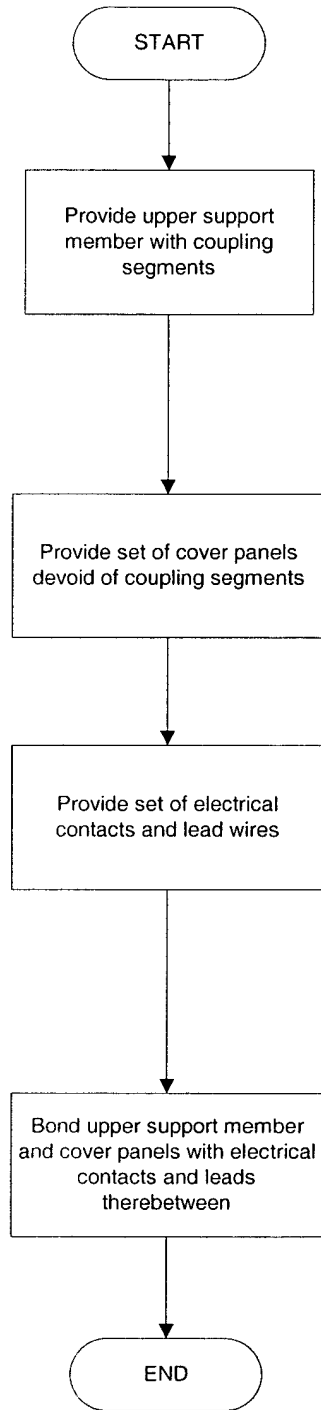 START
Provide upper support
member with coupling
segments
Provide set of cover panels
devoid of coupling segments
Provide set of electrical
contacts and lead wires
Bond upper support member
and cover panels with electrical
contacts and leads
therebetween
END